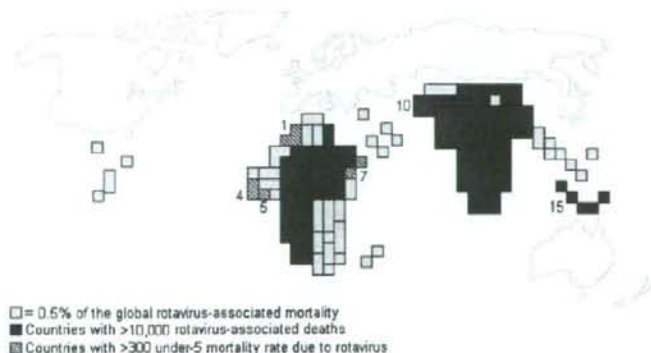 1
10
7
4
5
15
= 0.5% of the global rotavirus-associated mortality
Countries with >10,000 rotavirus-associated deaths
Countries with >300 under-5 mortality rate due to rotavirus